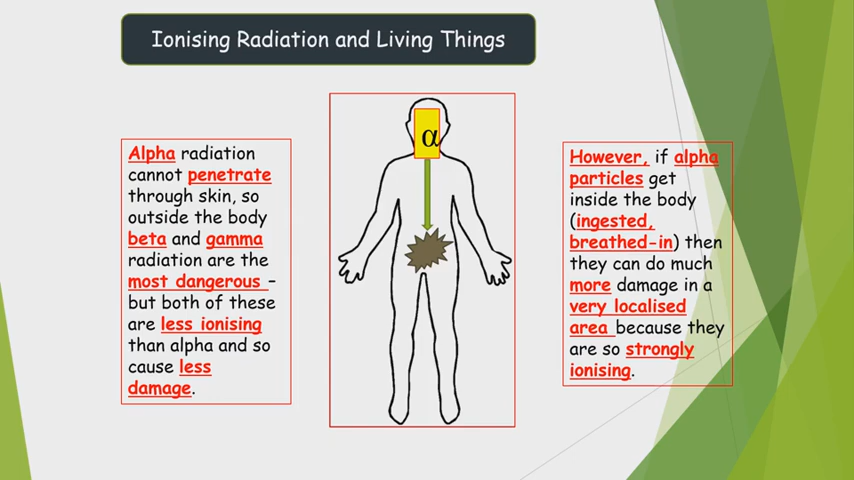 Ionising Radiation and Living Things
α
Alpha radiation
cannot penetrate
through skin, so
outside the body
beta and gamma
radiation are the
most dangerous –
but both of these
are less ionising
than alpha and so
cause less
damage.
However, if alpha
particles get
inside the body
(ingested,
breathed-in) then
they can do much
more damage in a
very localised
area because they
are so strongly
ionising.